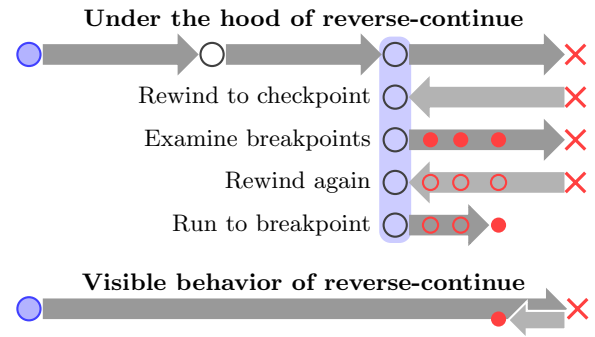 Under the hood of reverse-continue
Rewind to checkpoint
Examine breakpoints
Rewind again
Run to breakpoint
Visible behavior of reverse-continue